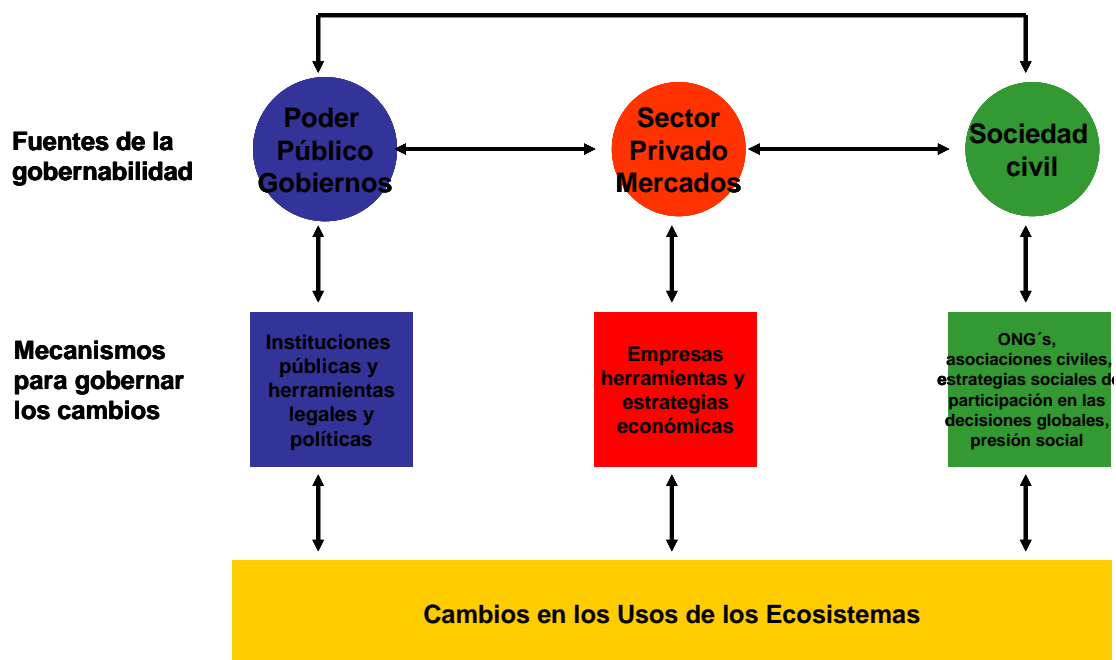 Fuentes de la
gobernabilidad
Poder
Público
Gobiernos
Sector
Privado
Mercados
Sociedad
civil
Mecanismos
para gobernar
los cambios
Instituciones
públicas y
herramientas
legales y
políticas
Empresas
herramientas y
estrategias
económicas
ONG´s,
asociaciones civiles,
estrategias sociales de
participación en las
decisiones globales,
presión social
Cambios en los Usos de los Ecosistemas